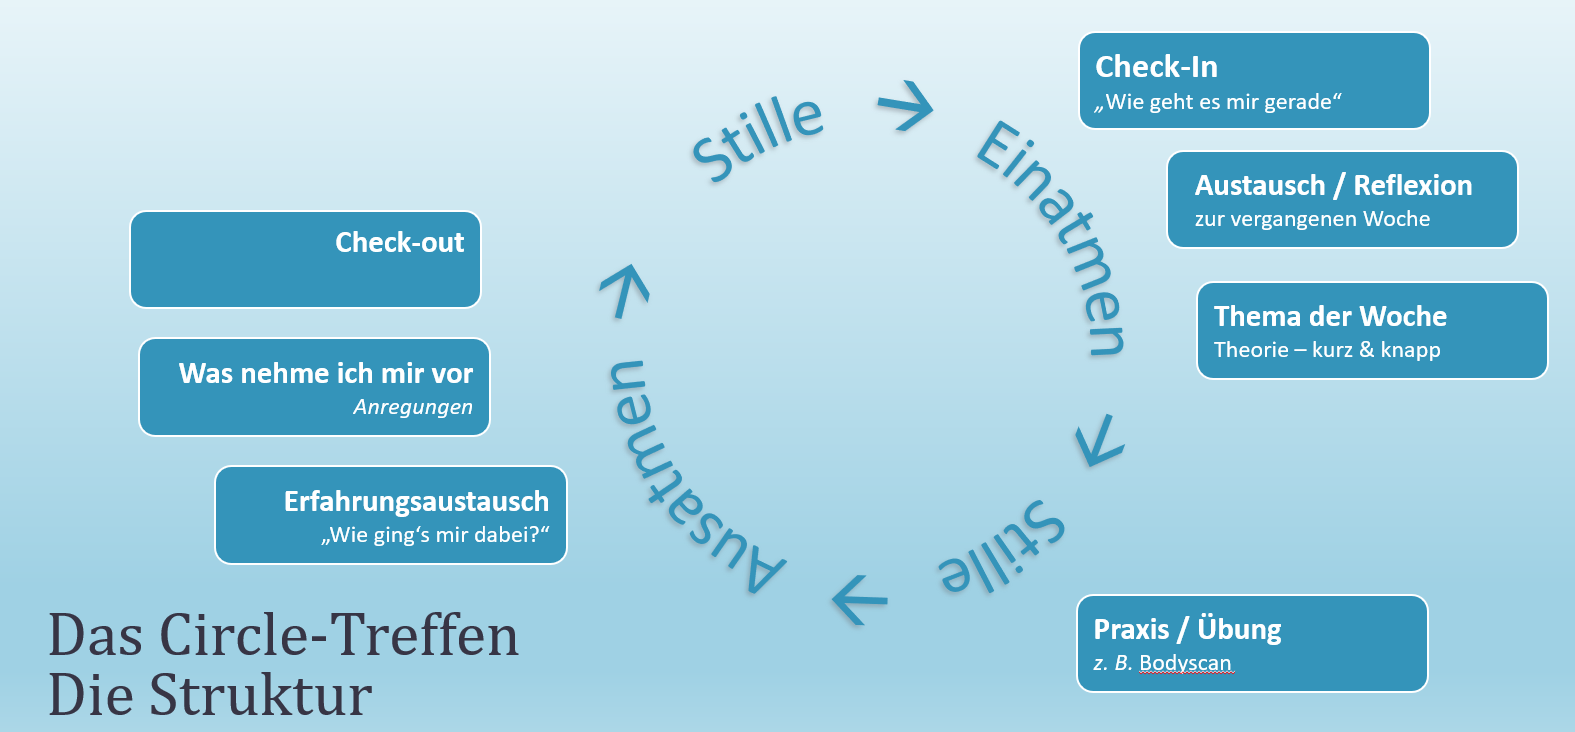 Stille → Einatmen → Stille → Ausatmen →
Check-In
„Wie geht es mir gerade“
Austausch / Reflexion
zur vergangenen Woche
Thema der Woche
Theorie – kurz & knapp
Praxis / Übung
z. B. Bodyscan
Erfahrungsaustausch
„Wie ging‘s mir dabei?“
Was nehme ich mir vor
Anregungen
Check-out
Das Circle-Treffen
Die Struktur